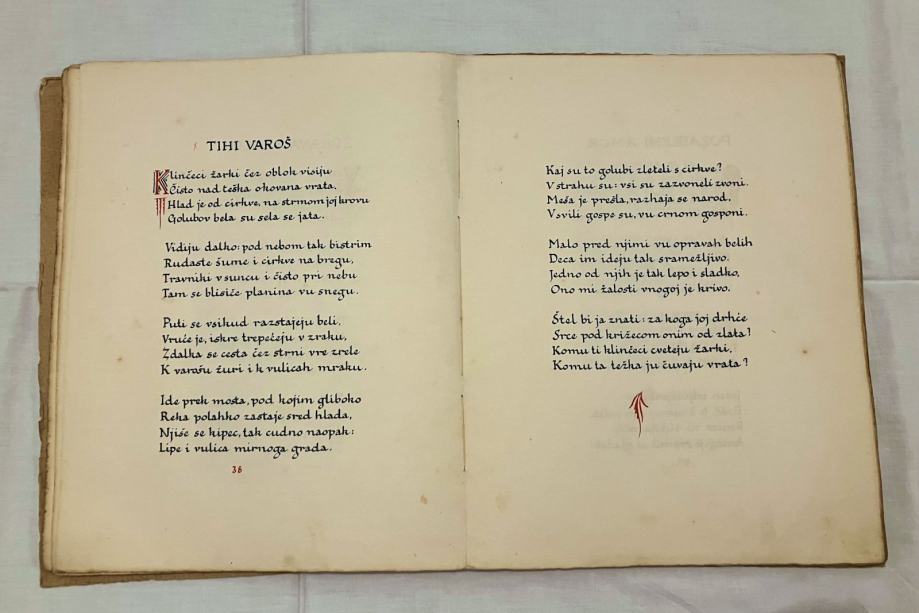 TIHI VAROŠ
Klinčeci žarki čez oblok visiju
Čisto nad teška okovana vrata.
Hlad je od cirkve, na strmom joj krovu
Golubov bela su sela se jata.
Vidiju dalko: pod nebom tak bistrim
Rudaste šume i cirkve na bregu,
Travniki v suncu i čisto pri nebu
Tam se blisiče planina vu snegu.
Puti se vsikud razstajeju beli,
Vruće je, iskre trepečeju v zraku,
Zdalka se cesta čez strni vre zrele
K varašu žuri i k vulicah mraku.
Ide prek mosta, pod kojim gliboko
Reka polahko zastaje sred hlada,
Njiše se kipec, tak čudno naopak:
Lipe i vulica mirnoga grada.
38
Kaj su to golubi zleteli s cirkve?
V strahu su: vsi su zazvoneli zvoni.
Meša je prešla, razhaja se narod,
V svili gospe su, vu crnom gosponi.
Malo pred njimi vu opravah belih
Deca im ideju tak sramežljivo.
Jedno od njih je tak lepo i sladko,
Ono mi žalosti vnogoj je krivo.
Štel bi ja znati: za koga joj drhće
Srce pod križecom onim od zlata?
Komu ti klinčeci cveteju žarki,
Komu ta težka ju čuvaju vrata?